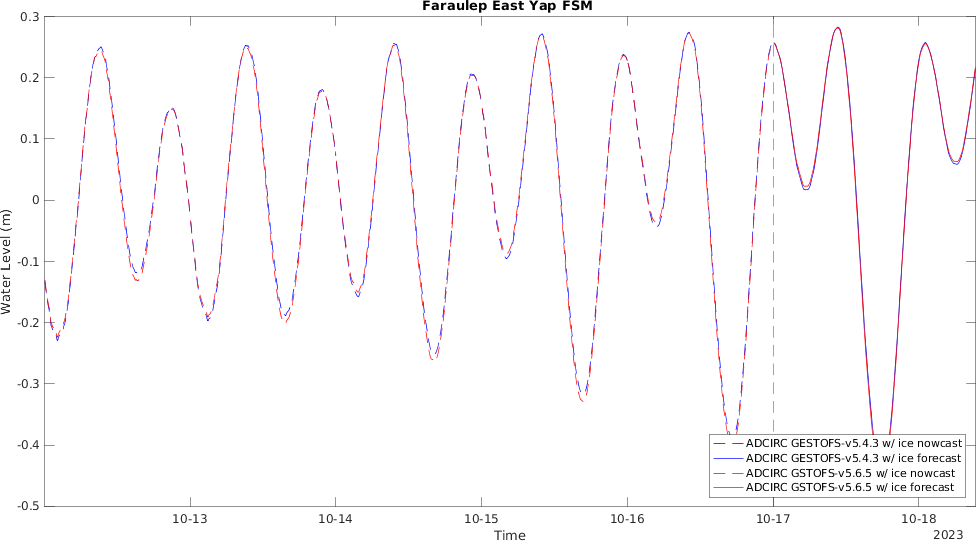 Faraulep East Yap FSM
0.3
0.2
0.1
0
-0.1
-0.2
-0.3
-0.4
-0.5
Water Level (m)
ADCIRC GESTOFS-v5.4.3 w/ ice nowcast
ADCIRC GESTOFS-v5.4.3 w/ ice forecast
ADCIRC GSTOFS-v5.6.5 w/ ice nowcast
ADCIRC GSTOFS-v5.6.5 w/ ice forecast
10-13 10-14 10-15 10-16 10-17 10-18
Time
2023